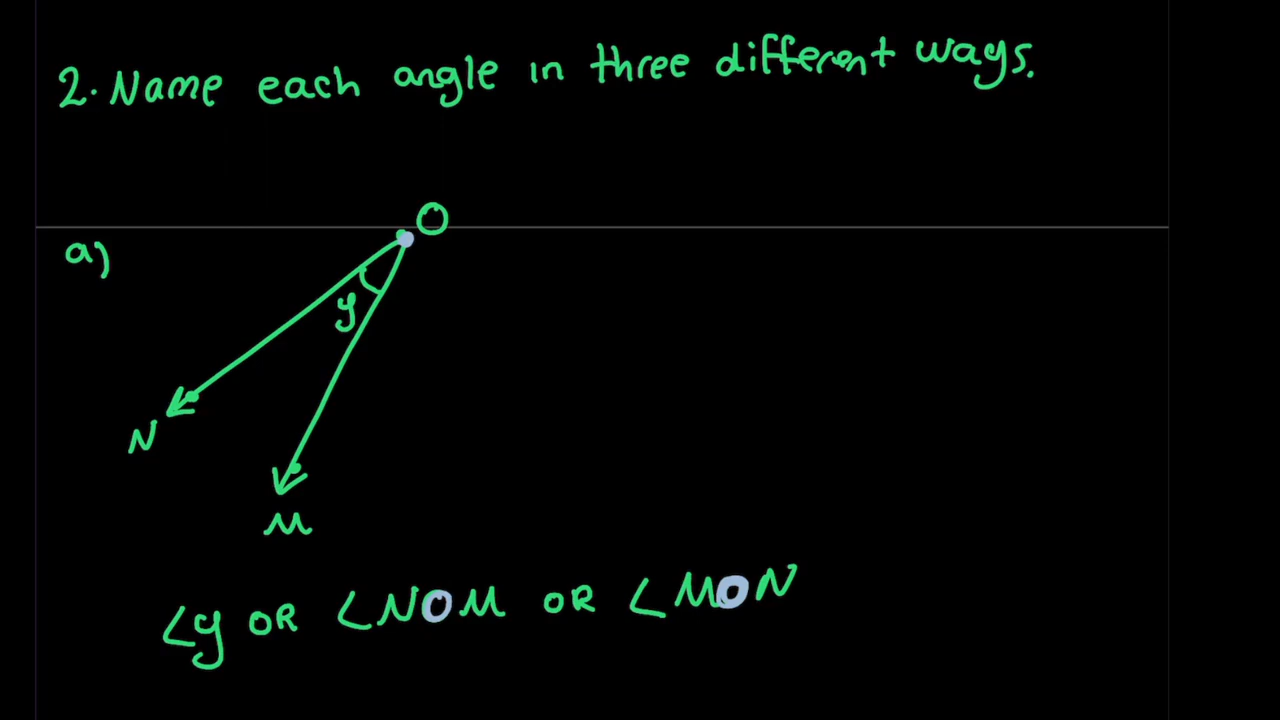 2. Name each angle in three different ways.
O
a)
y
N
M
∠y OR ∠NOM OR ∠MON